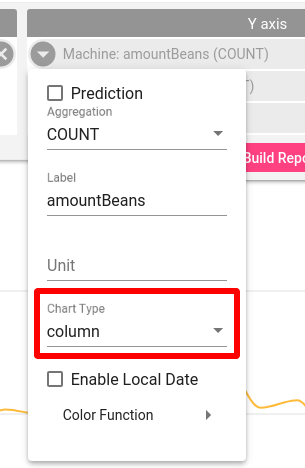 Y axis
Machine: amountBeans (COUNT)
T)
Prediction
Aggregation
COUNT
Label
amountBeans
Build Repo
Unit
Chart Type
column
Enable Local Date
Color Function